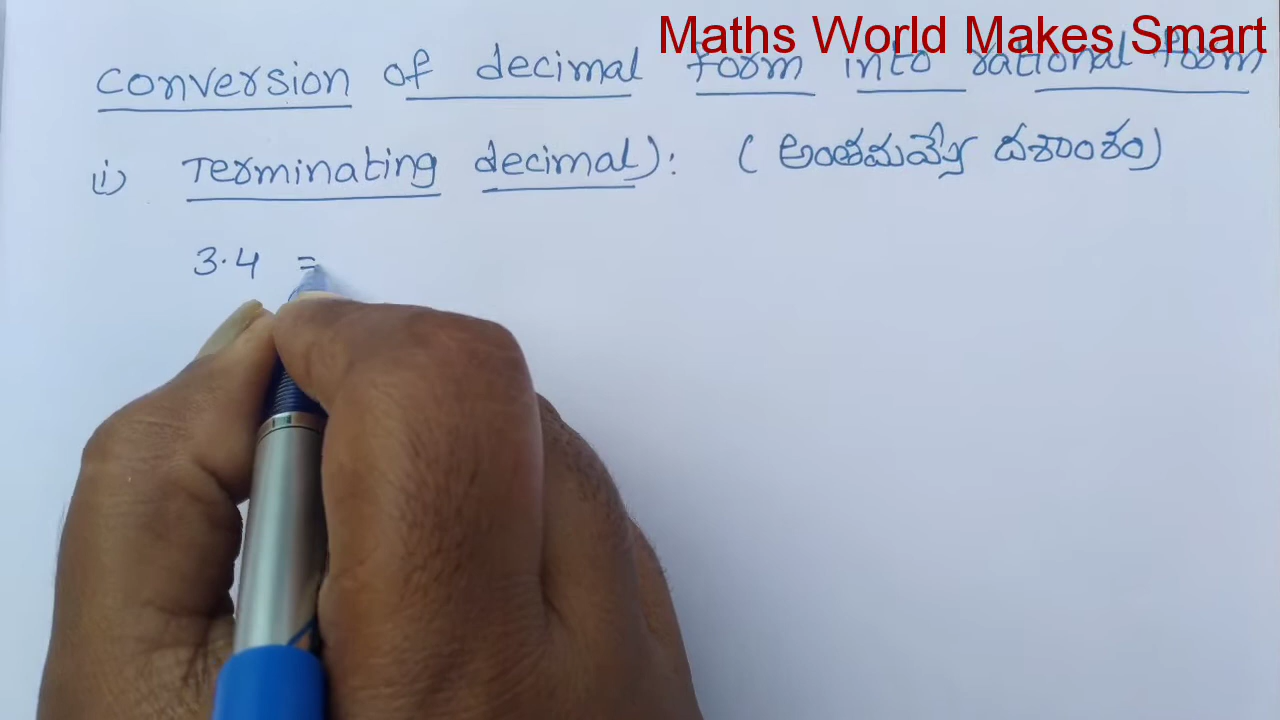 Maths World Makes Smart
conversion of decimal form into rational form
i) Terminating decimal): (అంతమయ్యే దశాంశం)
3.4 =